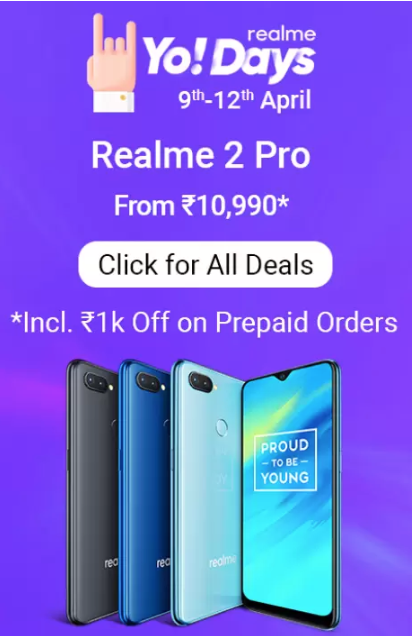 realme
Yo! Days
9th-12th April
Realme 2 Pro
From ₹10,990*
Click for All Deals
*Incl. ₹1k Off on Prepaid Orders
PROUD
– TO BE –
YOUNG
realme
realme